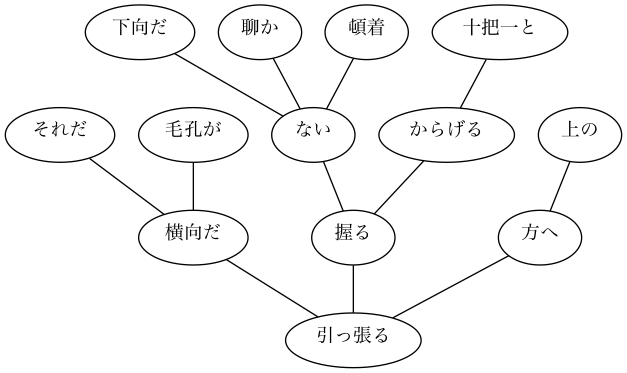 下向だ 聊か 頓着 十把一と
それだ 毛孔が ない からげる 上の
横向だ 握る 方へ
引っ張る